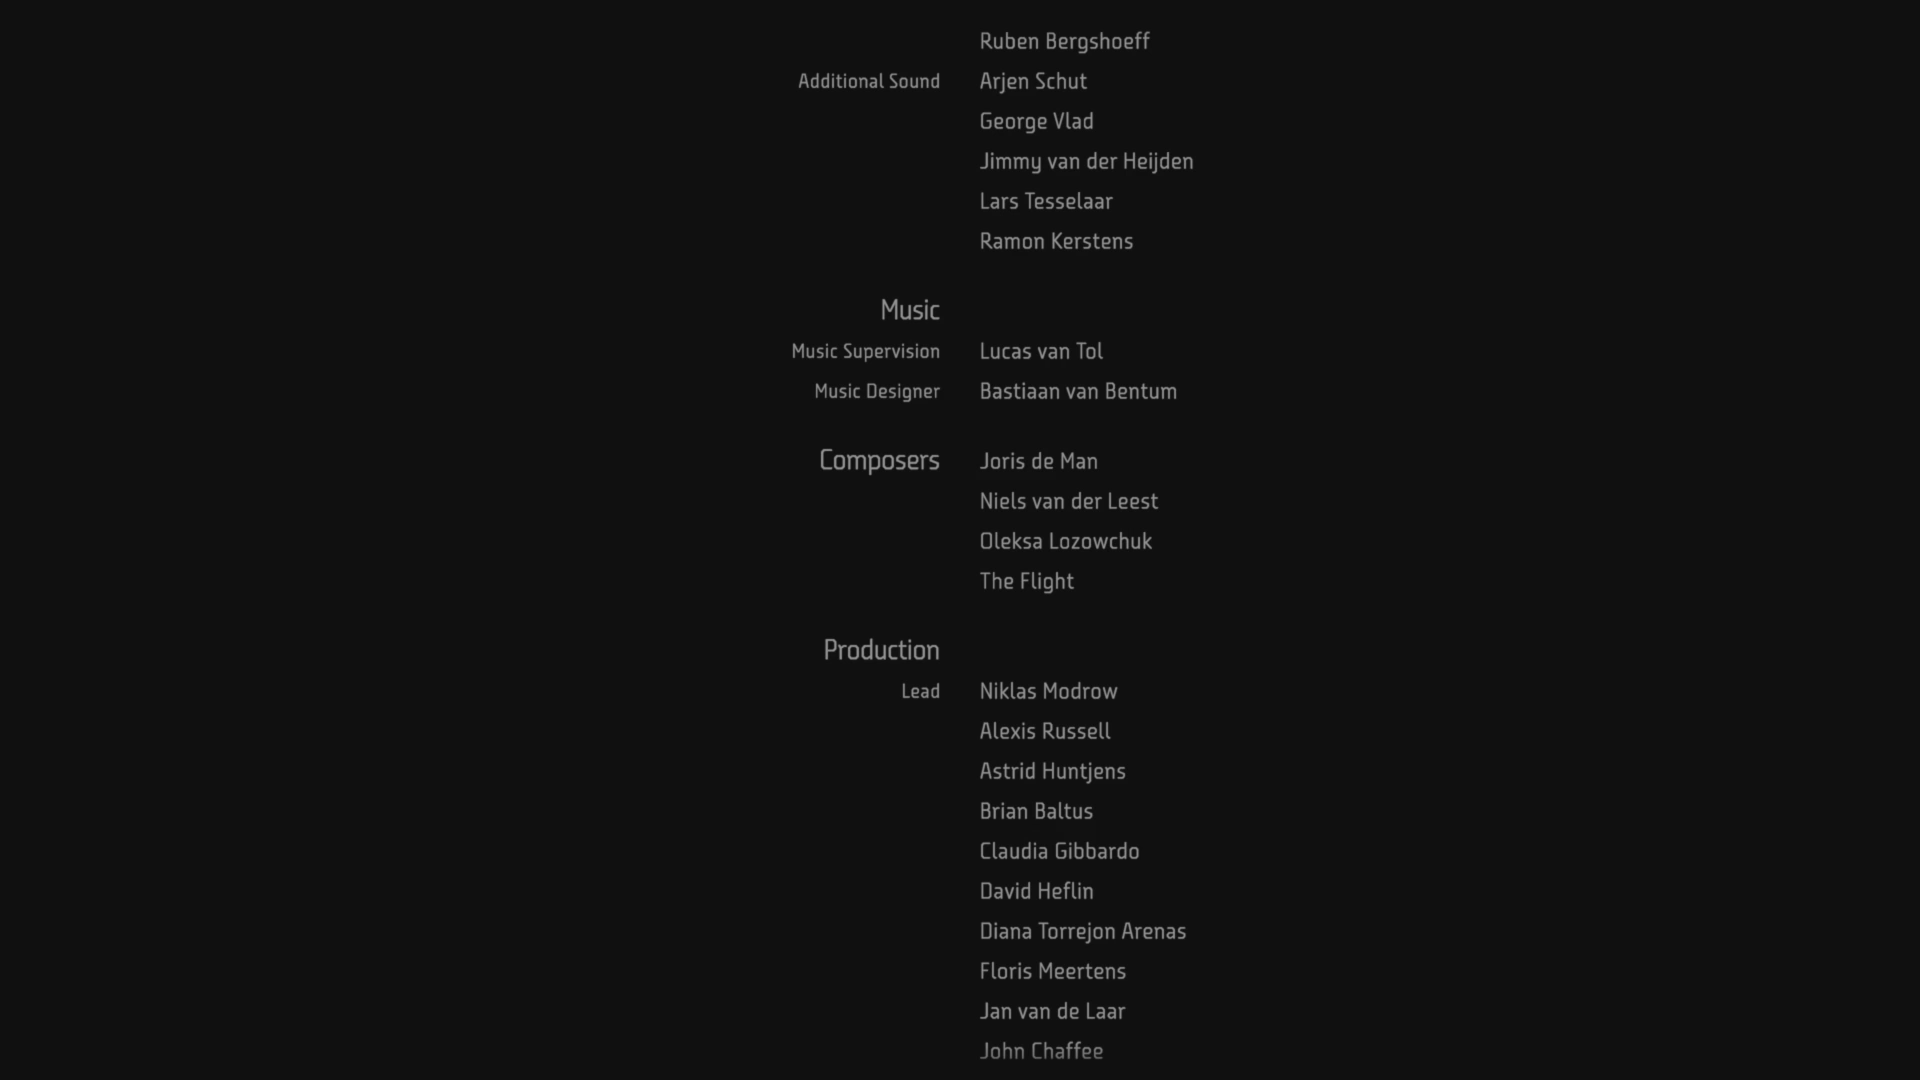 Ruben Bergshoeff
Additional Sound Arjen Schut
George Vlad
Jimmy van der Heijden
Lars Tesselaar
Ramon Kerstens
Music
Music Supervision Lucas van Tol
Music Designer Bastiaan van Bentum
Composers Joris de Man
Niels van der Leest
Oleksa Lozowchuk
The Flight
Production
Lead Niklas Modrow
Alexis Russell
Astrid Huntjens
Brian Baltus
Claudia Gibbardo
David Heflin
Diana Torrejon Arenas
Floris Meertens
Jan van de Laar
John Chaffee